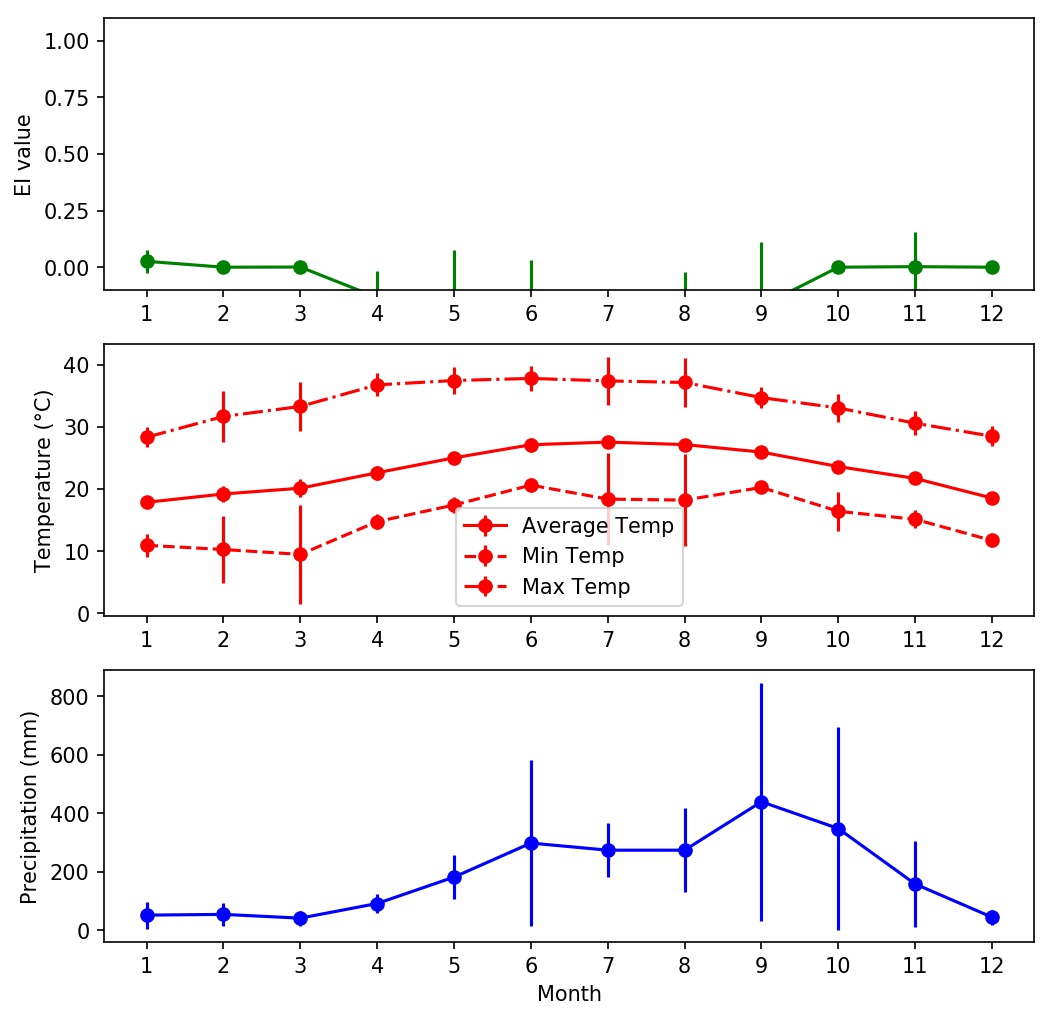 EI value
1.00
0.75
0.50
0.25
0.00
1 2 3 4 5 6 7 8 9 10 11 12
Temperature (°C)
40
30
20
10
0
Average Temp
Min Temp
Max Temp
1 2 3 4 5 6 7 8 9 10 11 12
Precipitation (mm)
800
600
400
200
0
1 2 3 4 5 6 7 8 9 10 11 12
Month